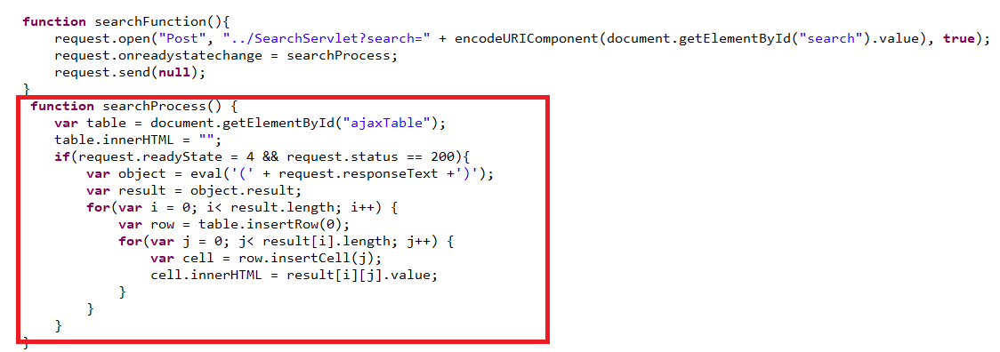 function searchFunction(){
    request.open("Post", "../SearchServlet?search=" + encodeURIComponent(document.getElementById("search").value), true);
    request.onreadystatechange = searchProcess;
    request.send(null);
}
 function searchProcess() {
    var table = document.getElementById("ajaxTable");
    table.innerHTML = "";
    if(request.readyState = 4 && request.status == 200){
        var object = eval('(' + request.responseText +')');
        var result = object.result;
        for(var i = 0; i< result.length; i++) {
            var row = table.insertRow(0);
            for(var j = 0; j< result[i].length; j++) {
                var cell = row.insertCell(j);
                cell.innerHTML = result[i][j].value;
            }
        }
    }
}